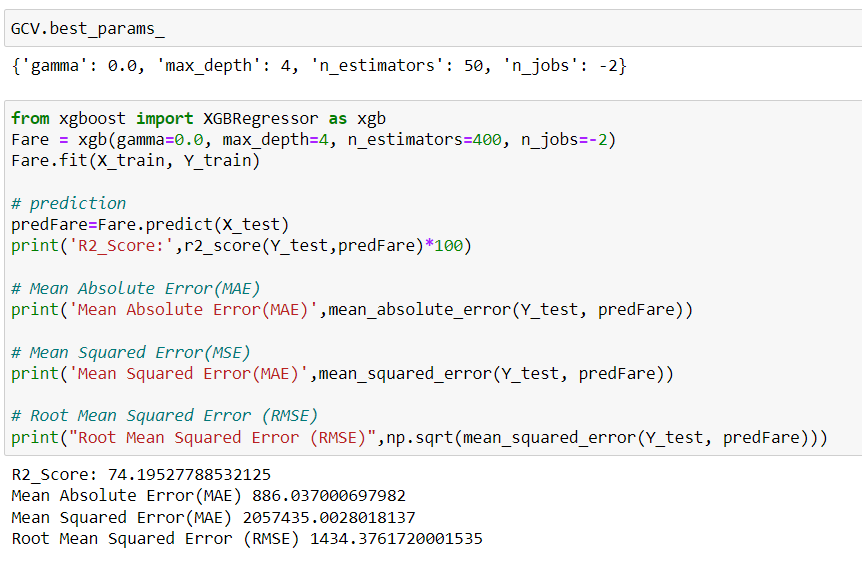 GCV.best_params_
{'gamma': 0.0, 'max_depth': 4, 'n_estimators': 50, 'n_jobs': -2}
from xgboost import XGBRegressor as xgb
Fare = xgb(gamma=0.0, max_depth=4, n_estimators=400, n_jobs=-2)
Fare.fit(X_train, Y_train)
# prediction
predFare=Fare.predict(X_test)
print('R2_Score:',r2_score(Y_test,predFare)*100)
# Mean Absolute Error(MAE)
print('Mean Absolute Error(MAE)',mean_absolute_error(Y_test, predFare))
# Mean Squared Error(MSE)
print('Mean Squared Error(MAE)',mean_squared_error(Y_test, predFare))
# Root Mean Squared Error (RMSE)
print("Root Mean Squared Error (RMSE)",np.sqrt(mean_squared_error(Y_test, predFare)))
R2_Score: 74.19527788532125
Mean Absolute Error(MAE) 886.037000697982
Mean Squared Error(MAE) 2057435.0028018137
Root Mean Squared Error (RMSE) 1434.3761720001535